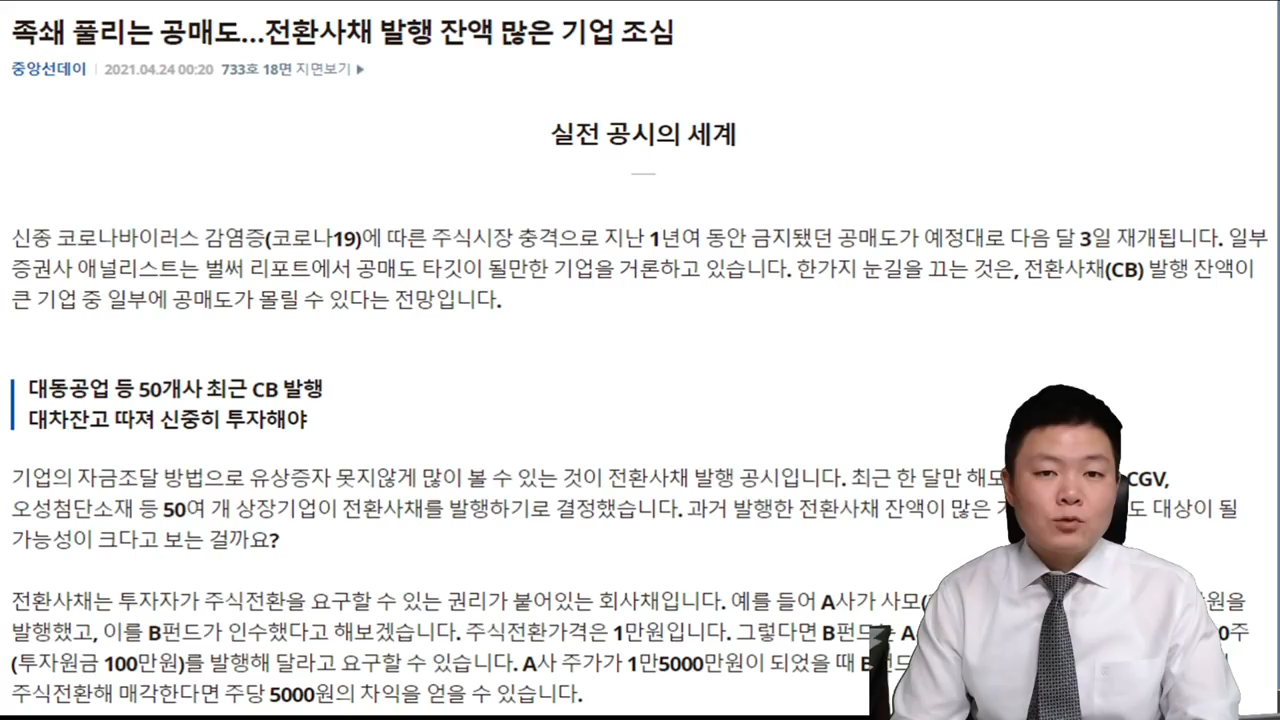 족쇄 풀리는 공매도...전환사채 발행 잔액 많은 기업 조심
중앙선데이 | 2021.04.24 00:20 733호 18면 지면보기 ▶
실전 공시의 세계
신종 코로나바이러스 감염증(코로나19)에 따른 주식시장 충격으로 지난 1년여 동안 금지됐던 공매도가 예정대로 다음 달 3일 재개됩니다. 일부
증권사 애널리스트는 벌써 리포트에서 공매도 타깃이 될만한 기업을 거론하고 있습니다. 한가지 눈길을 끄는 것은, 전환사채(CB) 발행 잔액이
큰 기업 중 일부에 공매도가 몰릴 수 있다는 전망입니다.
대동공업 등 50개사 최근 CB 발행
대차잔고 따져 신중히 투자해야
기업의 자금조달 방법으로 유상증자 못지않게 많이 볼 수 있는 것이 전환사채 발행 공시입니다. 최근 한 달만 해도 CGV,
오성첨단소재 등 50여 개 상장기업이 전환사채를 발행하기로 결정했습니다. 과거 발행한 전환사채 잔액이 많은 도 대상이 될
가능성이 크다고 보는 걸까요?
전환사채는 투자자가 주식전환을 요구할 수 있는 권리가 붙어있는 회사채입니다. 예를 들어 A사가 사모( 원을
발행했고, 이를 B펀드가 인수했다고 해보겠습니다. 주식전환가격은 1만원입니다. 그렇다면 B펀드는 A 0주
(투자원금 100만원)를 발행해 달라고 요구할 수 있습니다. A사 주가가 1만5000만원이 되었을 때 B펀드
주식전환해 매각한다면 주당 5000원의 차익을 얻을 수 있습니다.